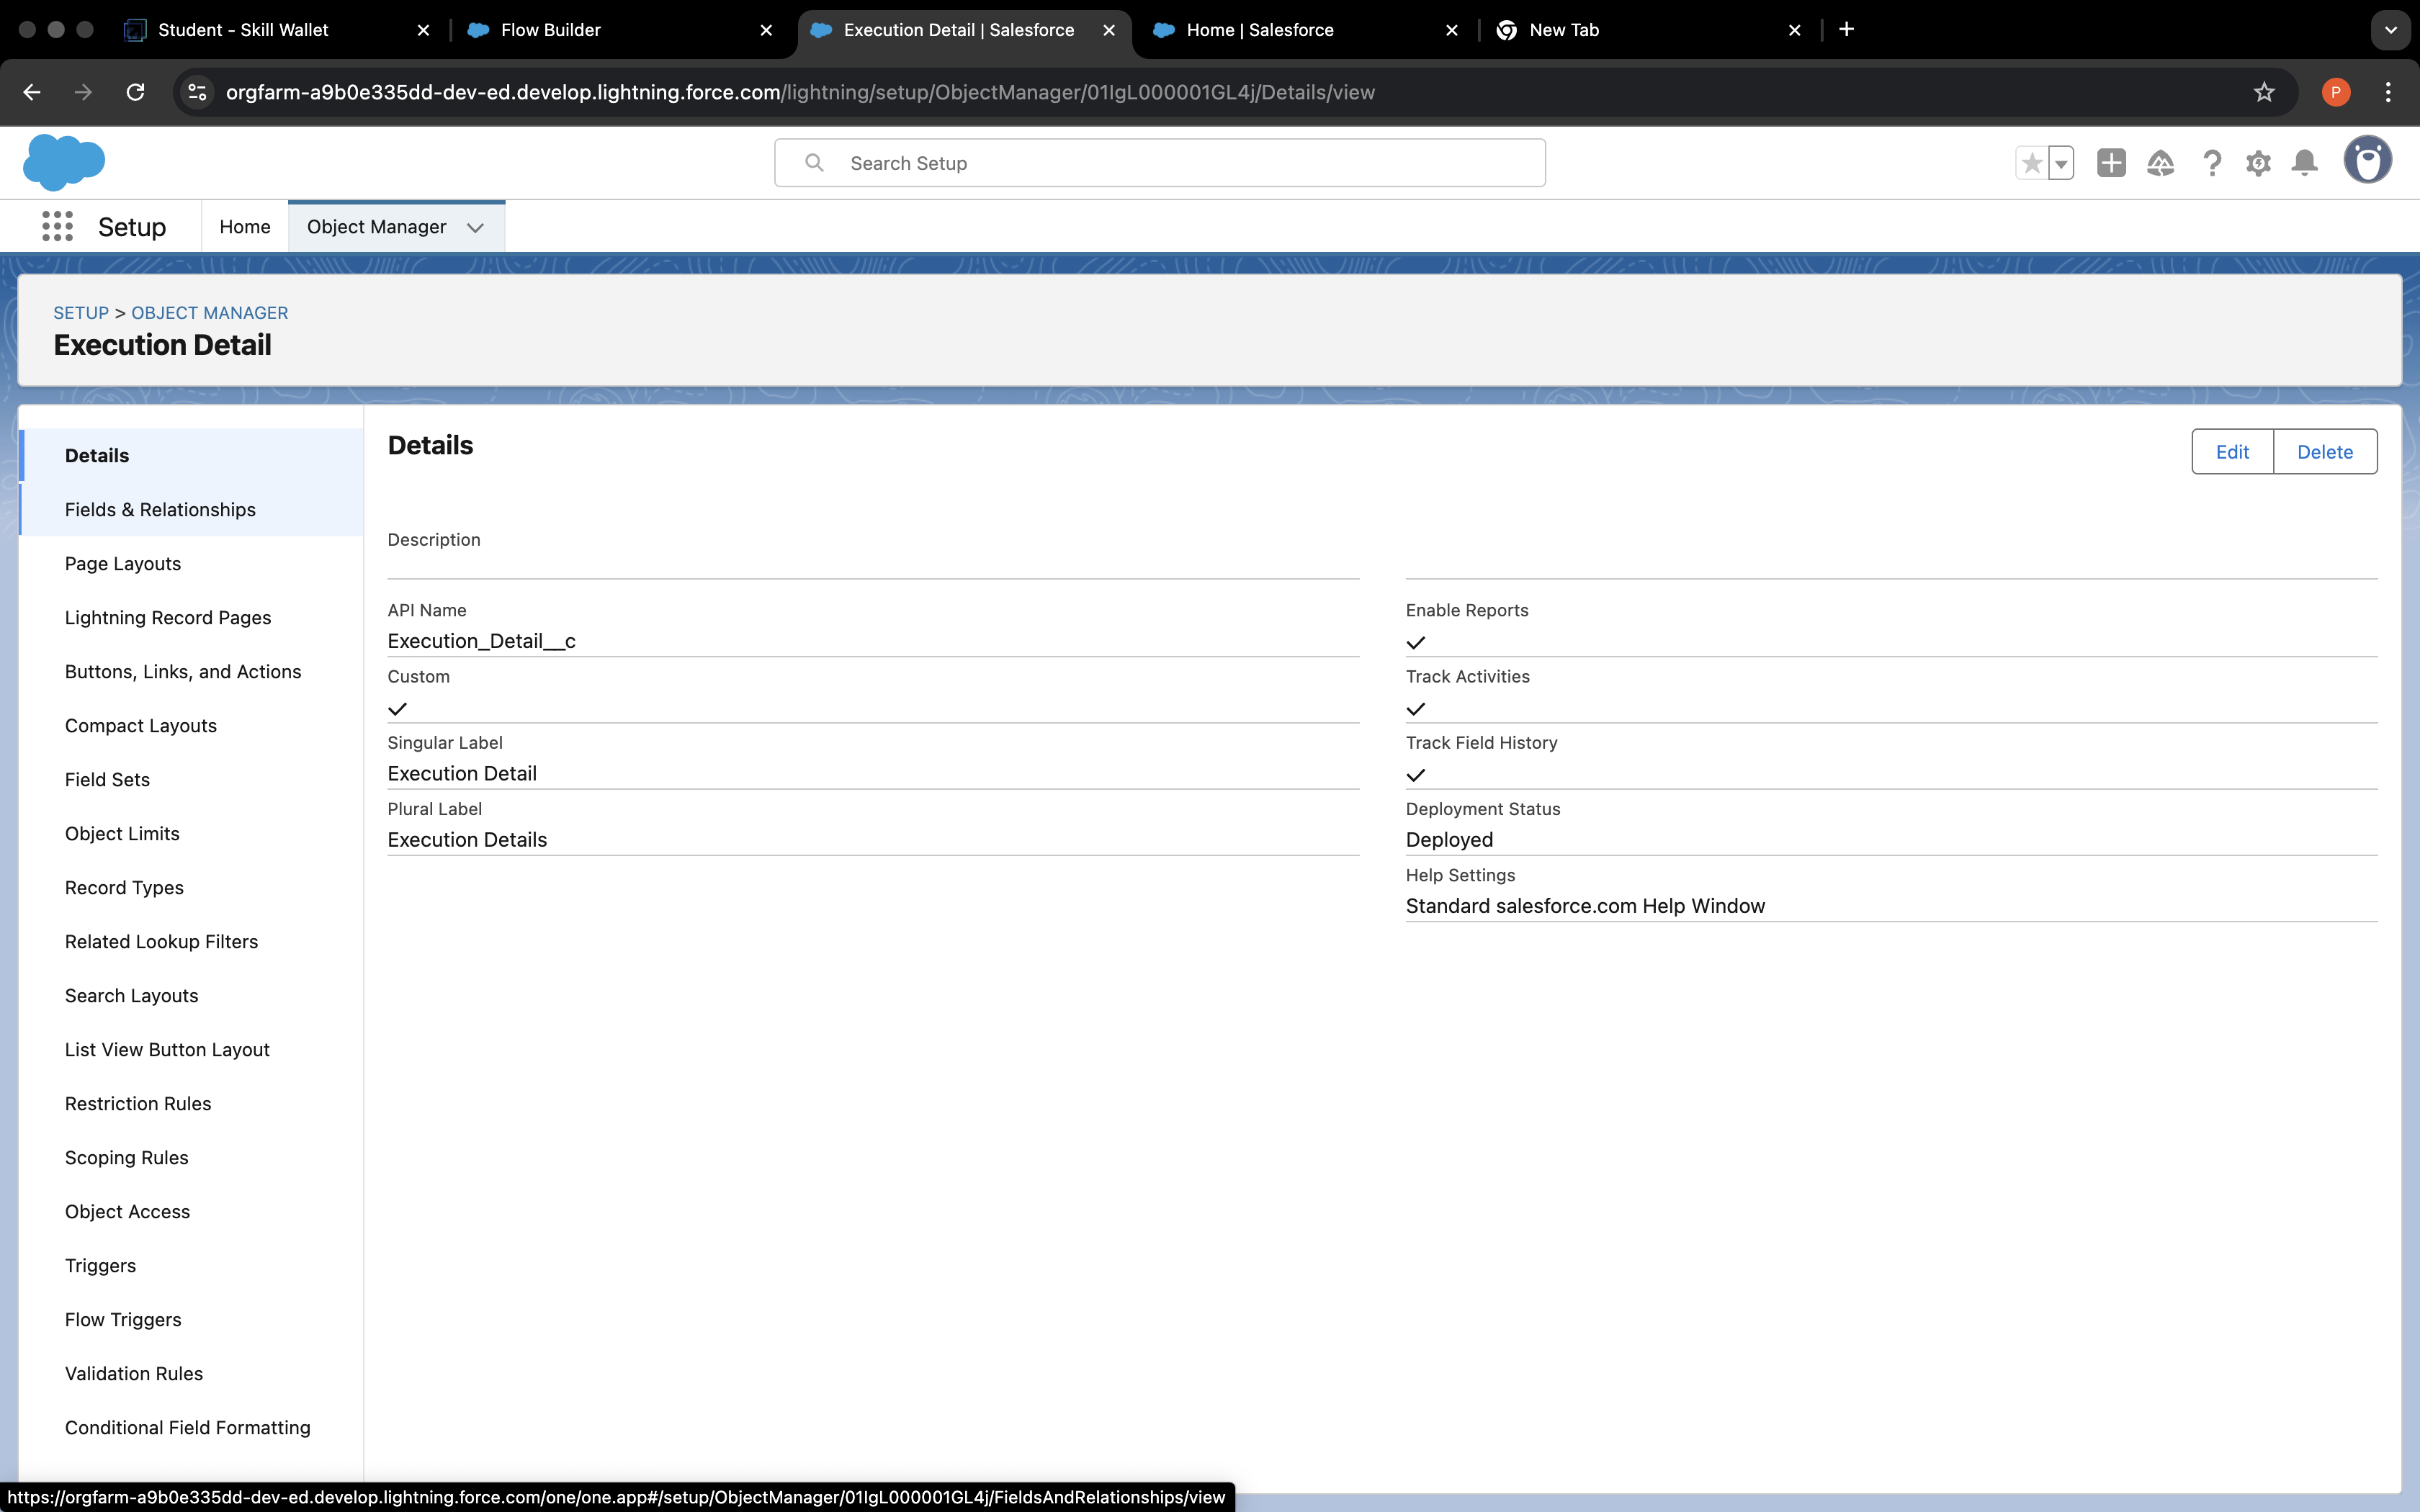 Student - Skill Wallet
Flow Builder
Execution Detail | Salesforce
Home | Salesforce
New Tab
orgfarm-a9b0e335dd-dev-ed.develop.lightning.force.com/lightning/setup/ObjectManager/01IgL000001GL4j/Details/view
P
Search Setup
Setup
Home
Object Manager
SETUP > OBJECT MANAGER
Execution Detail
Details
Fields & Relationships
Page Layouts
Lightning Record Pages
Buttons, Links, and Actions
Compact Layouts
Field Sets
Object Limits
Record Types
Related Lookup Filters
Search Layouts
List View Button Layout
Restriction Rules
Scoping Rules
Object Access
Triggers
Flow Triggers
Validation Rules
Conditional Field Formatting
Details
Edit
Delete
Description
API Name
Execution_Detail__c
Custom
Singular Label
Execution Detail
Plural Label
Execution Details
Enable Reports
Track Activities
Track Field History
Deployment Status
Deployed
Help Settings
Standard salesforce.com Help Window
https://orgfarm-a9b0e335dd-dev-ed.develop.lightning.force.com/one/one.app#/setup/ObjectManager/01IgL000001GL4j/FieldsAndRelationships/view